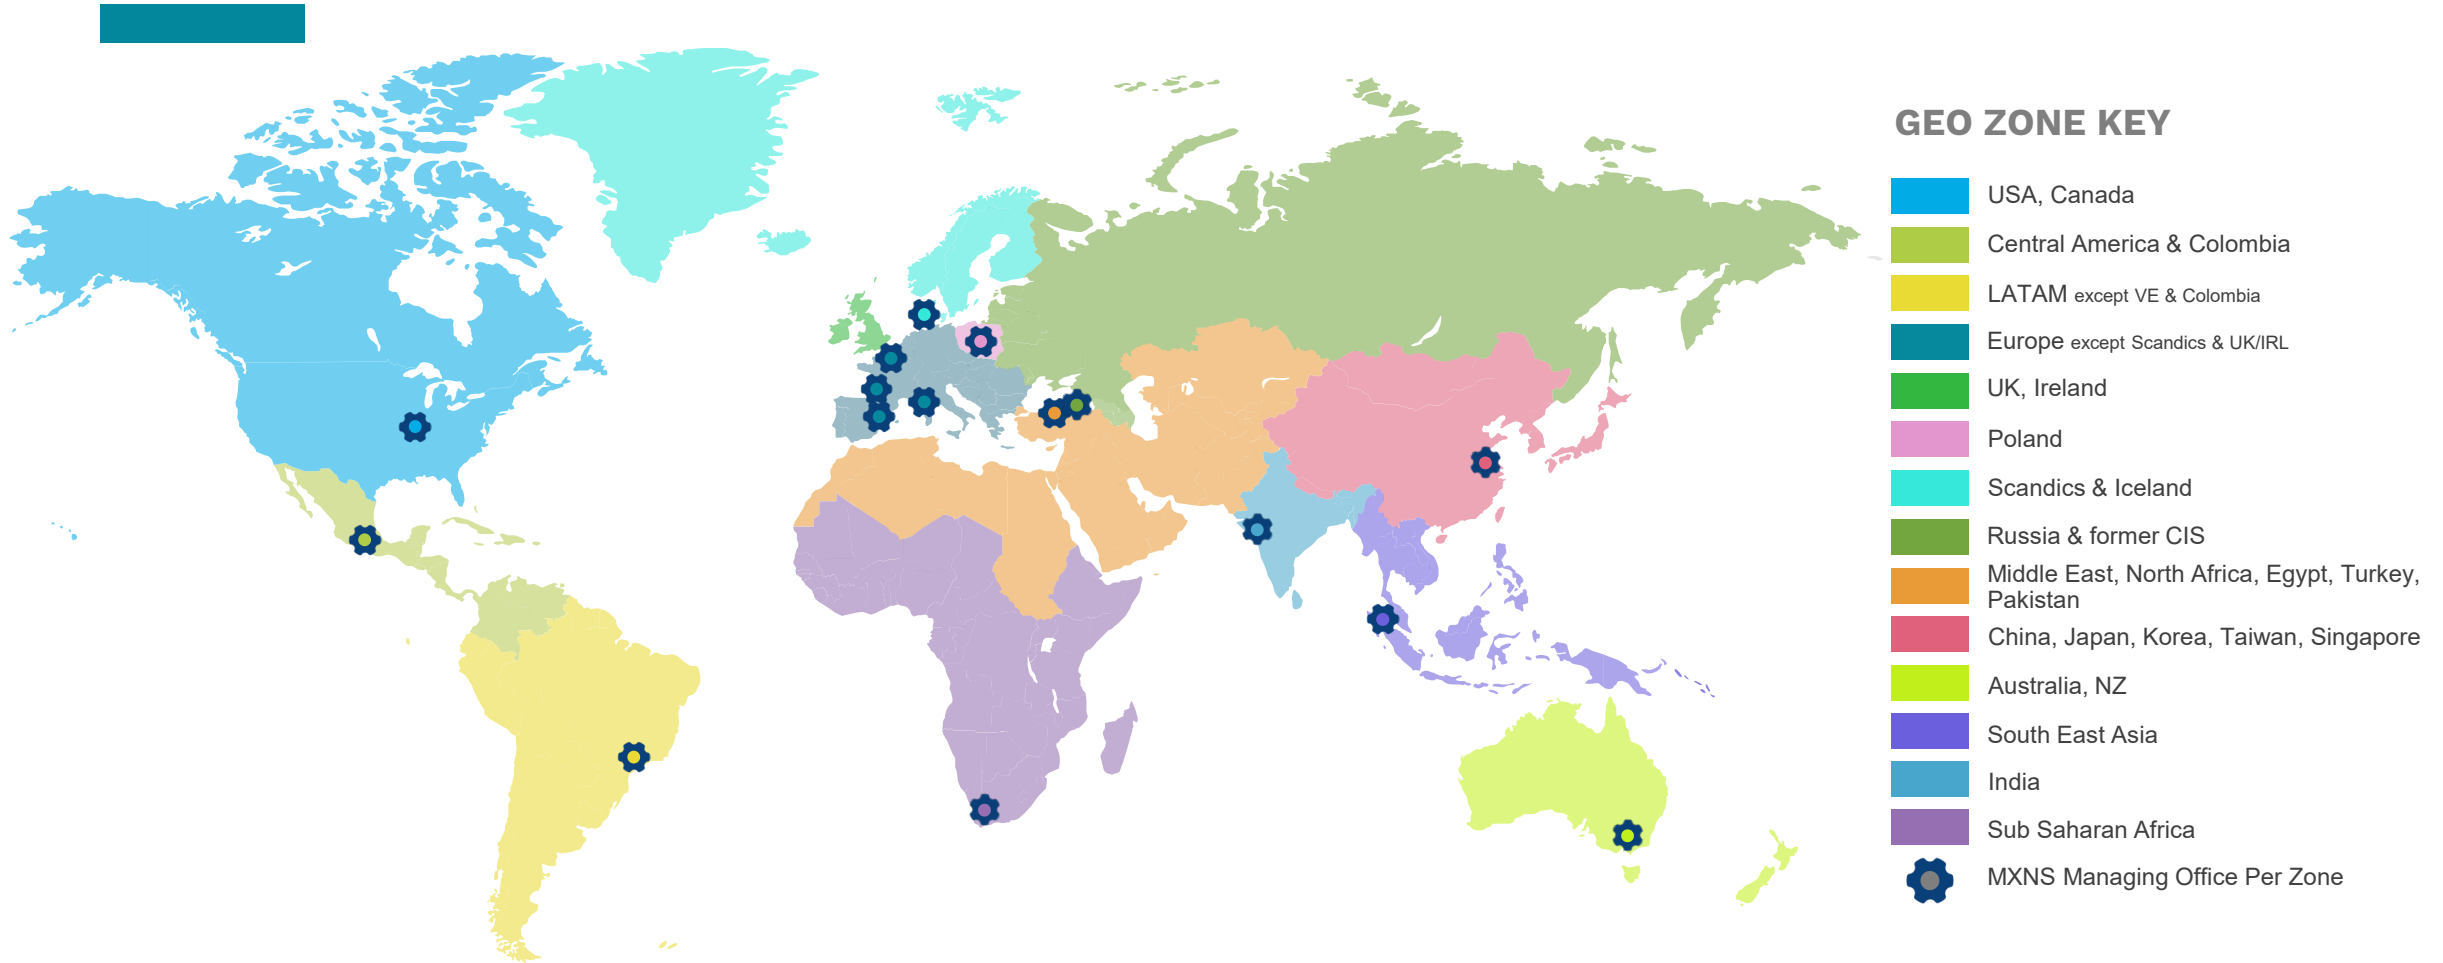 GEO ZONE KEY
USA, Canada
Central America & Colombia
LATAM except VE & Colombia
Europe except Scandics & UK/IRL
UK, Ireland
Poland
Scandics & Iceland
Russia & former CIS
Middle East, North Africa, Egypt, Turkey,
Pakistan
China, Japan, Korea, Taiwan, Singapore
Australia, NZ
South East Asia
India
Sub Saharan Africa
MXNS Managing Office Per Zone